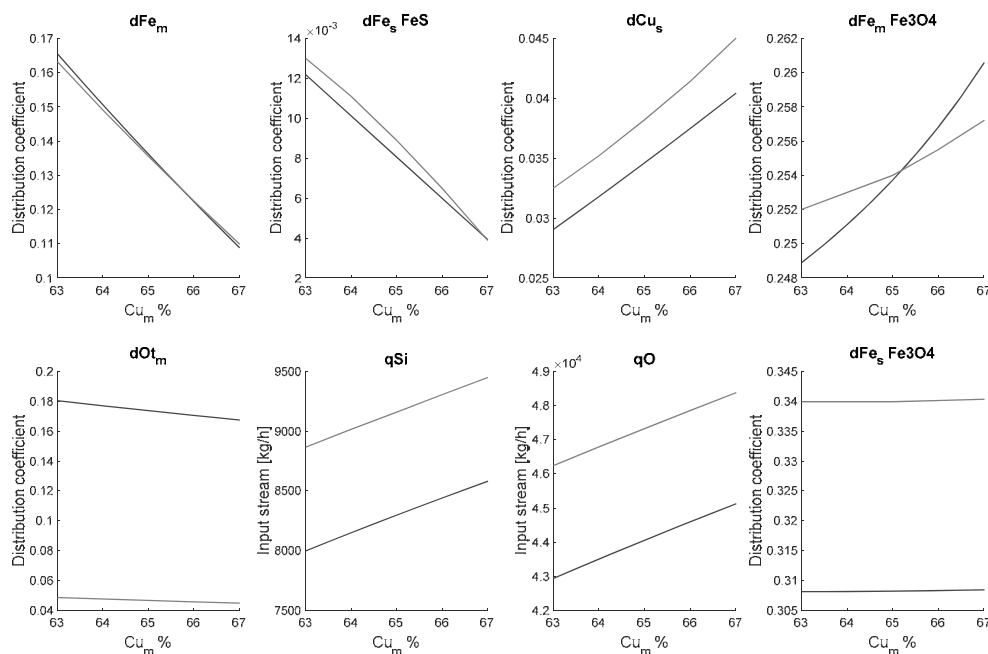 dFe_m
0.17
0.16
0.15
0.14
0.13
0.12
0.11
0.1
63 64 65 66 67
Cu_m %
Distribution coefficient
dFe_s FeS
×10^-3
14
12
10
8
6
4
2
63 64 65 66 67
Cu_m %
Distribution coefficient
dCu_s
0.045
0.04
0.035
0.03
0.025
63 64 65 66 67
Cu_m %
Distribution coefficient
dFe_m Fe3O4
0.262
0.26
0.258
0.256
0.254
0.252
0.25
0.248
63 64 65 66 67
Cu_m %
Distribution coefficient
dOt_m
0.2
0.18
0.16
0.14
0.12
0.1
0.08
0.06
0.04
63 64 65 66 67
Cu_m %
Distribution coefficient
qSi
9500
9000
8500
8000
7500
63 64 65 66 67
Cu_m %
Input stream [kg/h]
qO
×10^4
4.9
4.8
4.7
4.6
4.5
4.4
4.3
4.2
63 64 65 66 67
Cu_m %
Input stream [kg/h]
dFe_s Fe3O4
0.345
0.34
0.335
0.33
0.325
0.32
0.315
0.31
0.305
63 64 65 66 67
Cu_m %
Distribution coefficient